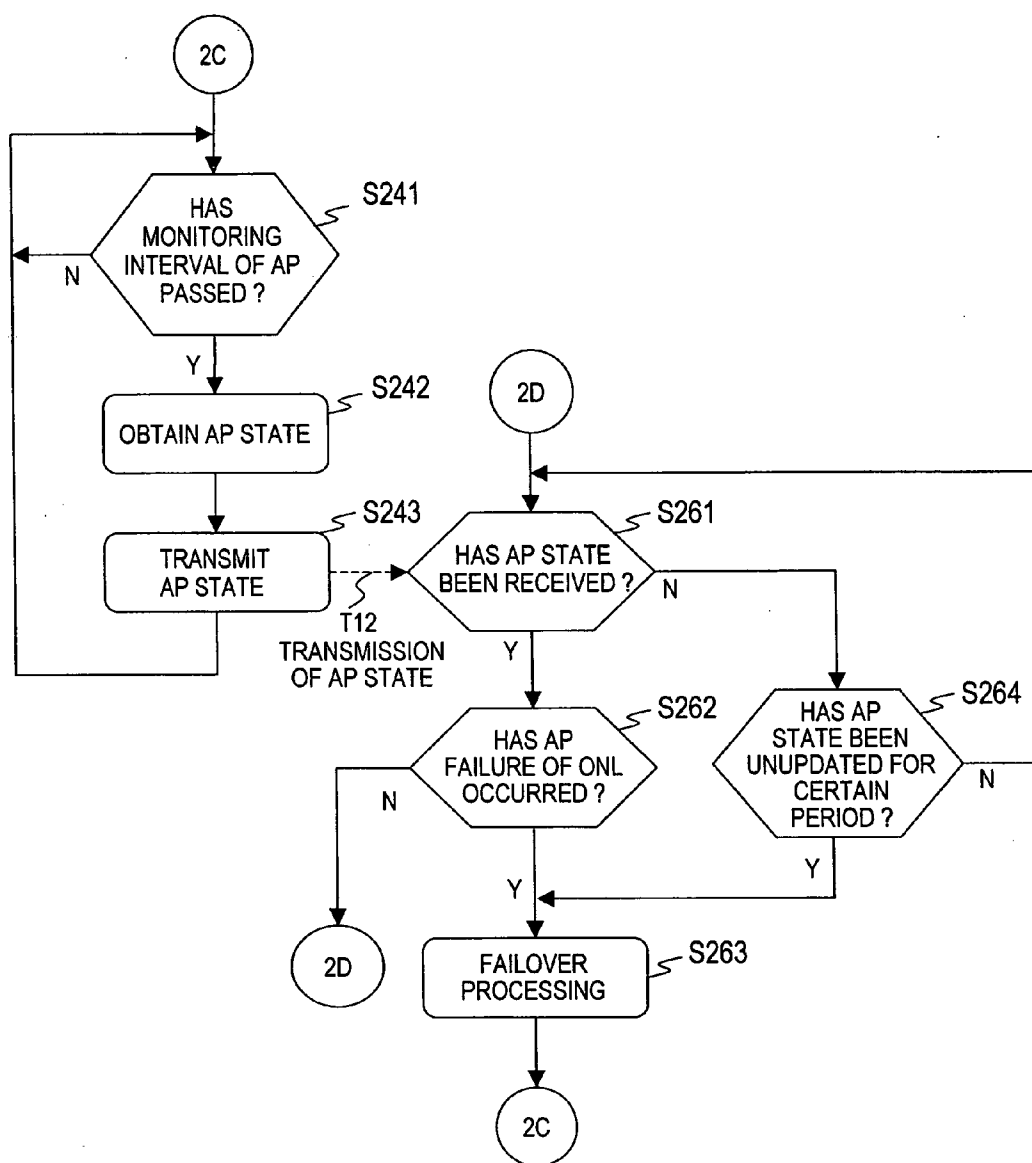 2C
S241
HAS
MONITORING
INTERVAL OF AP
PASSED ?
N
Y
S242
OBTAIN AP STATE
S243
TRANSMIT
AP STATE
T12
TRANSMISSION
OF AP STATE
2D
S261
HAS AP STATE
BEEN RECEIVED ?
N
Y
S262
HAS AP
FAILURE OF ONL
OCCURRED ?
N
Y
S264
HAS AP
STATE BEEN
UNUPDATED FOR
CERTAIN
PERIOD ?
N
Y
2D
S263
FAILOVER
PROCESSING
2C